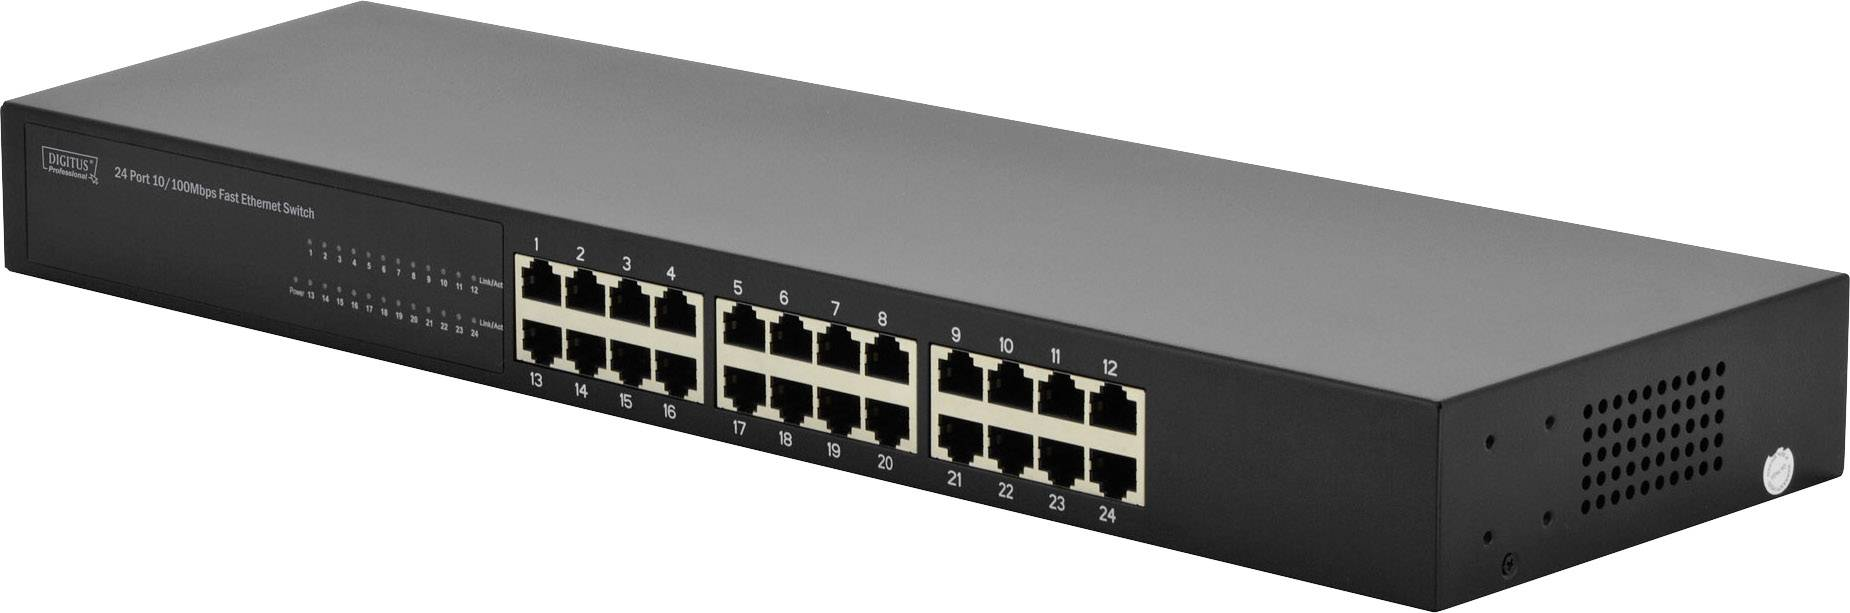 DIGITUS®
Professional
24 Port 10/100Mbps Fast Ethernet Switch
1 2 3 4 5 6 7 8 9 10 11 12 Link/Act
Power 13 14 15 16 17 18 19 20 21 22 23 24 Link/Act
1 2 3 4 5 6 7 8 9 10 11 12
13 14 15 16 17 18 19 20 21 22 23 24